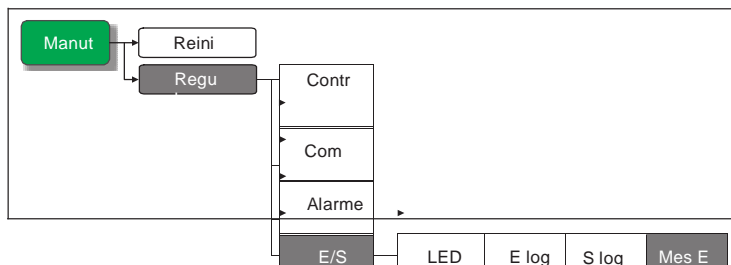 Manut
Reini
Regu
Contr
Com
Alarme
E/S
LED
E log
S log
Mes E